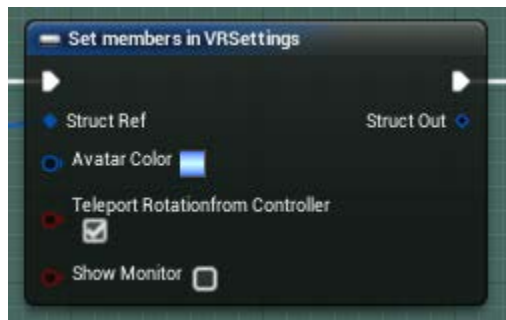 Set members in VRSettings
Struct Ref
Struct Out
Avatar Color
Teleport Rotationfrom Controller
Show Monitor